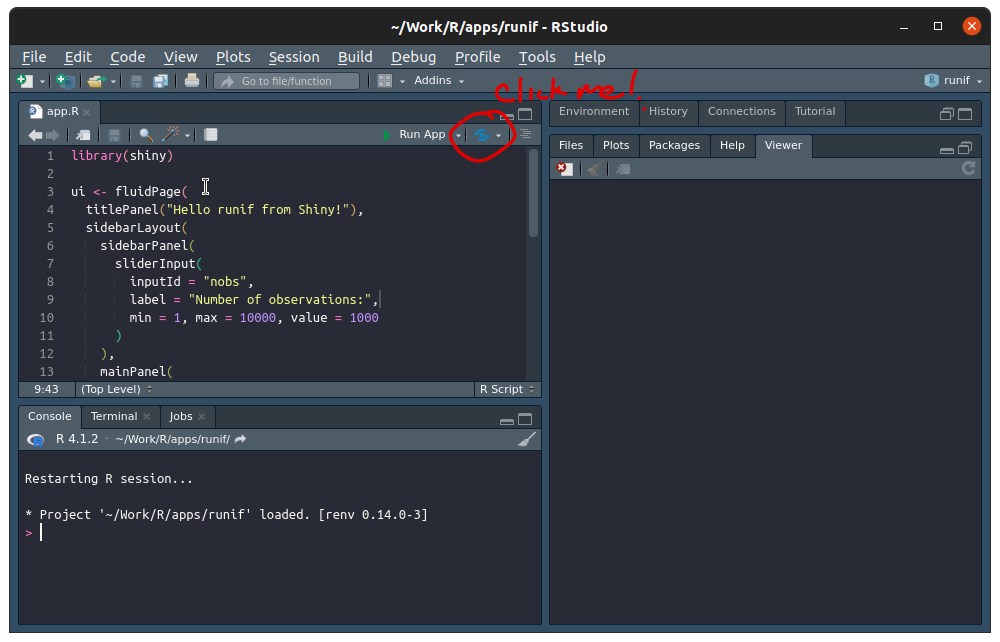 ~/Work/R/apps/runif - RStudio
File Edit Code View Plots Session Build Debug Profile Tools Help
Go to file/function Addins runif
Click me!
app.R
Run App
1 library(shiny)
2
3 ui <- fluidPage(
4 titlePanel("Hello runif from Shiny!"),
5 sidebarLayout(
6 sidebarPanel(
7 sliderInput(
8 inputId = "nobs",
9 label = "Number of observations:",
10 min = 1, max = 10000, value = 1000
11 )
12 ),
13 mainPanel(
9:43 (Top Level) R Script
Console Terminal Jobs
R 4.1.2 · ~/Work/R/apps/runif/
Restarting R session...
* Project '~/Work/R/apps/runif' loaded. [renv 0.14.0-3]
>
Environment History Connections Tutorial
Files Plots Packages Help Viewer